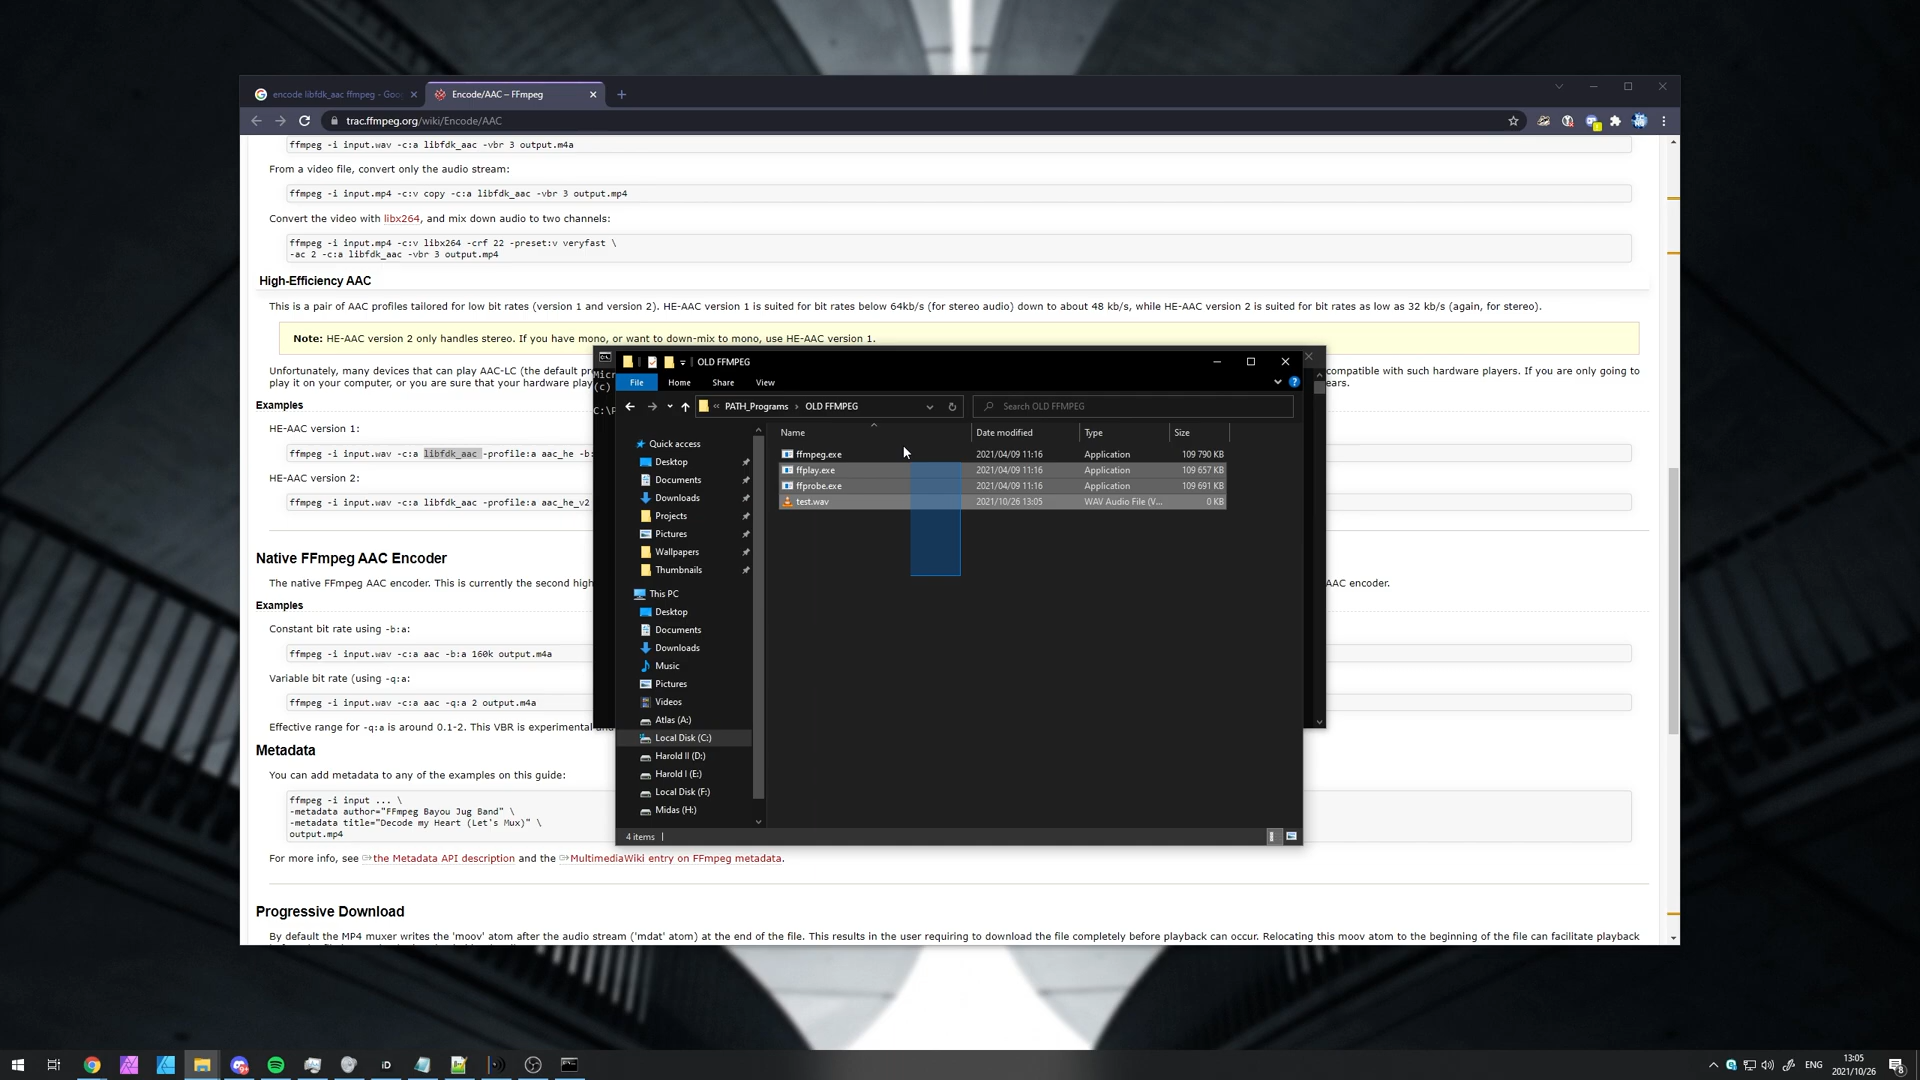 encode libfdk_aac ffmpeg - Goo
Encode/AAC – FFmpeg
trac.ffmpeg.org/wiki/Encode/AAC
ffmpeg -i input.wav -c:a libfdk_aac -vbr 3 output.m4a
From a video file, convert only the audio stream:
ffmpeg -i input.mp4 -c:v copy -c:a libfdk_aac -vbr 3 output.mp4
Convert the video with libx264, and mix down audio to two channels:
ffmpeg -i input.mp4 -c:v libx264 -crf 22 -preset:v veryfast \
-ac 2 -c:a libfdk_aac -vbr 3 output.mp4
High-Efficiency AAC
This is a pair of AAC profiles tailored for low bit rates (version 1 and version 2). HE-AAC version 1 is suited for bit rates below 64kb/s (for stereo audio) down to about 48 kb/s, while HE-AAC version 2 is suited for bit rates as low as 32 kb/s (again, for stereo).
Note: HE-AAC version 2 only handles stereo. If you have mono, or want to down-mix to mono, use HE-AAC version 1.
Unfortunately, many devices that can play AAC-LC (the default pr
compatible with such hardware players. If you are only going to
play it on your computer, or you are sure that your hardware play
ears.
Examples
HE-AAC version 1:
ffmpeg -i input.wav -c:a libfdk_aac -profile:a aac_he -b:
HE-AAC version 2:
ffmpeg -i input.wav -c:a libfdk_aac -profile:a aac_he_v2
Native FFmpeg AAC Encoder
The native FFmpeg AAC encoder. This is currently the second high
AAC encoder.
Examples
Constant bit rate using -b:a:
ffmpeg -i input.wav -c:a aac -b:a 160k output.m4a
Variable bit rate (using -q:a:
ffmpeg -i input.wav -c:a aac -q:a 2 output.m4a
Effective range for -q:a is around 0.1-2. This VBR is experimental
Metadata
You can add metadata to any of the examples on this guide:
ffmpeg -i input ... \
-metadata author="FFmpeg Bayou Jug Band" \
-metadata title="Decode my Heart (Let's Mux)" \
output.mp4
For more info, see the Metadata API description and the MultimediaWiki entry on FFmpeg metadata.
Progressive Download
By default the MP4 muxer writes the 'moov' atom after the audio stream ('mdat' atom) at the end of the file. This results in the user requiring to download the file completely before playback can occur. Relocating this moov atom to the beginning of the file can facilitate playback
Micr
(c)
C:\P
OLD FFMPEG
File
Home
Share
View
PATH_Programs
OLD FFMPEG
Search OLD FFMPEG
Name
Date modified
Type
Size
ffmpeg.exe 2021/04/09 11:16 Application 109 790 KB
ffplay.exe 2021/04/09 11:16 Application 109 657 KB
ffprobe.exe 2021/04/09 11:16 Application 109 691 KB
test.wav 2021/10/26 13:05 WAV Audio File (V... 0 KB
Quick access
Desktop
Documents
Downloads
Projects
Pictures
Wallpapers
Thumbnails
This PC
Desktop
Documents
Downloads
Music
Pictures
Videos
Atlas (A:)
Local Disk (C:)
Harold II (D:)
Harold I (E:)
Local Disk (F:)
Midas (H:)
4 items
iD
ENG
13:05
2021/10/26